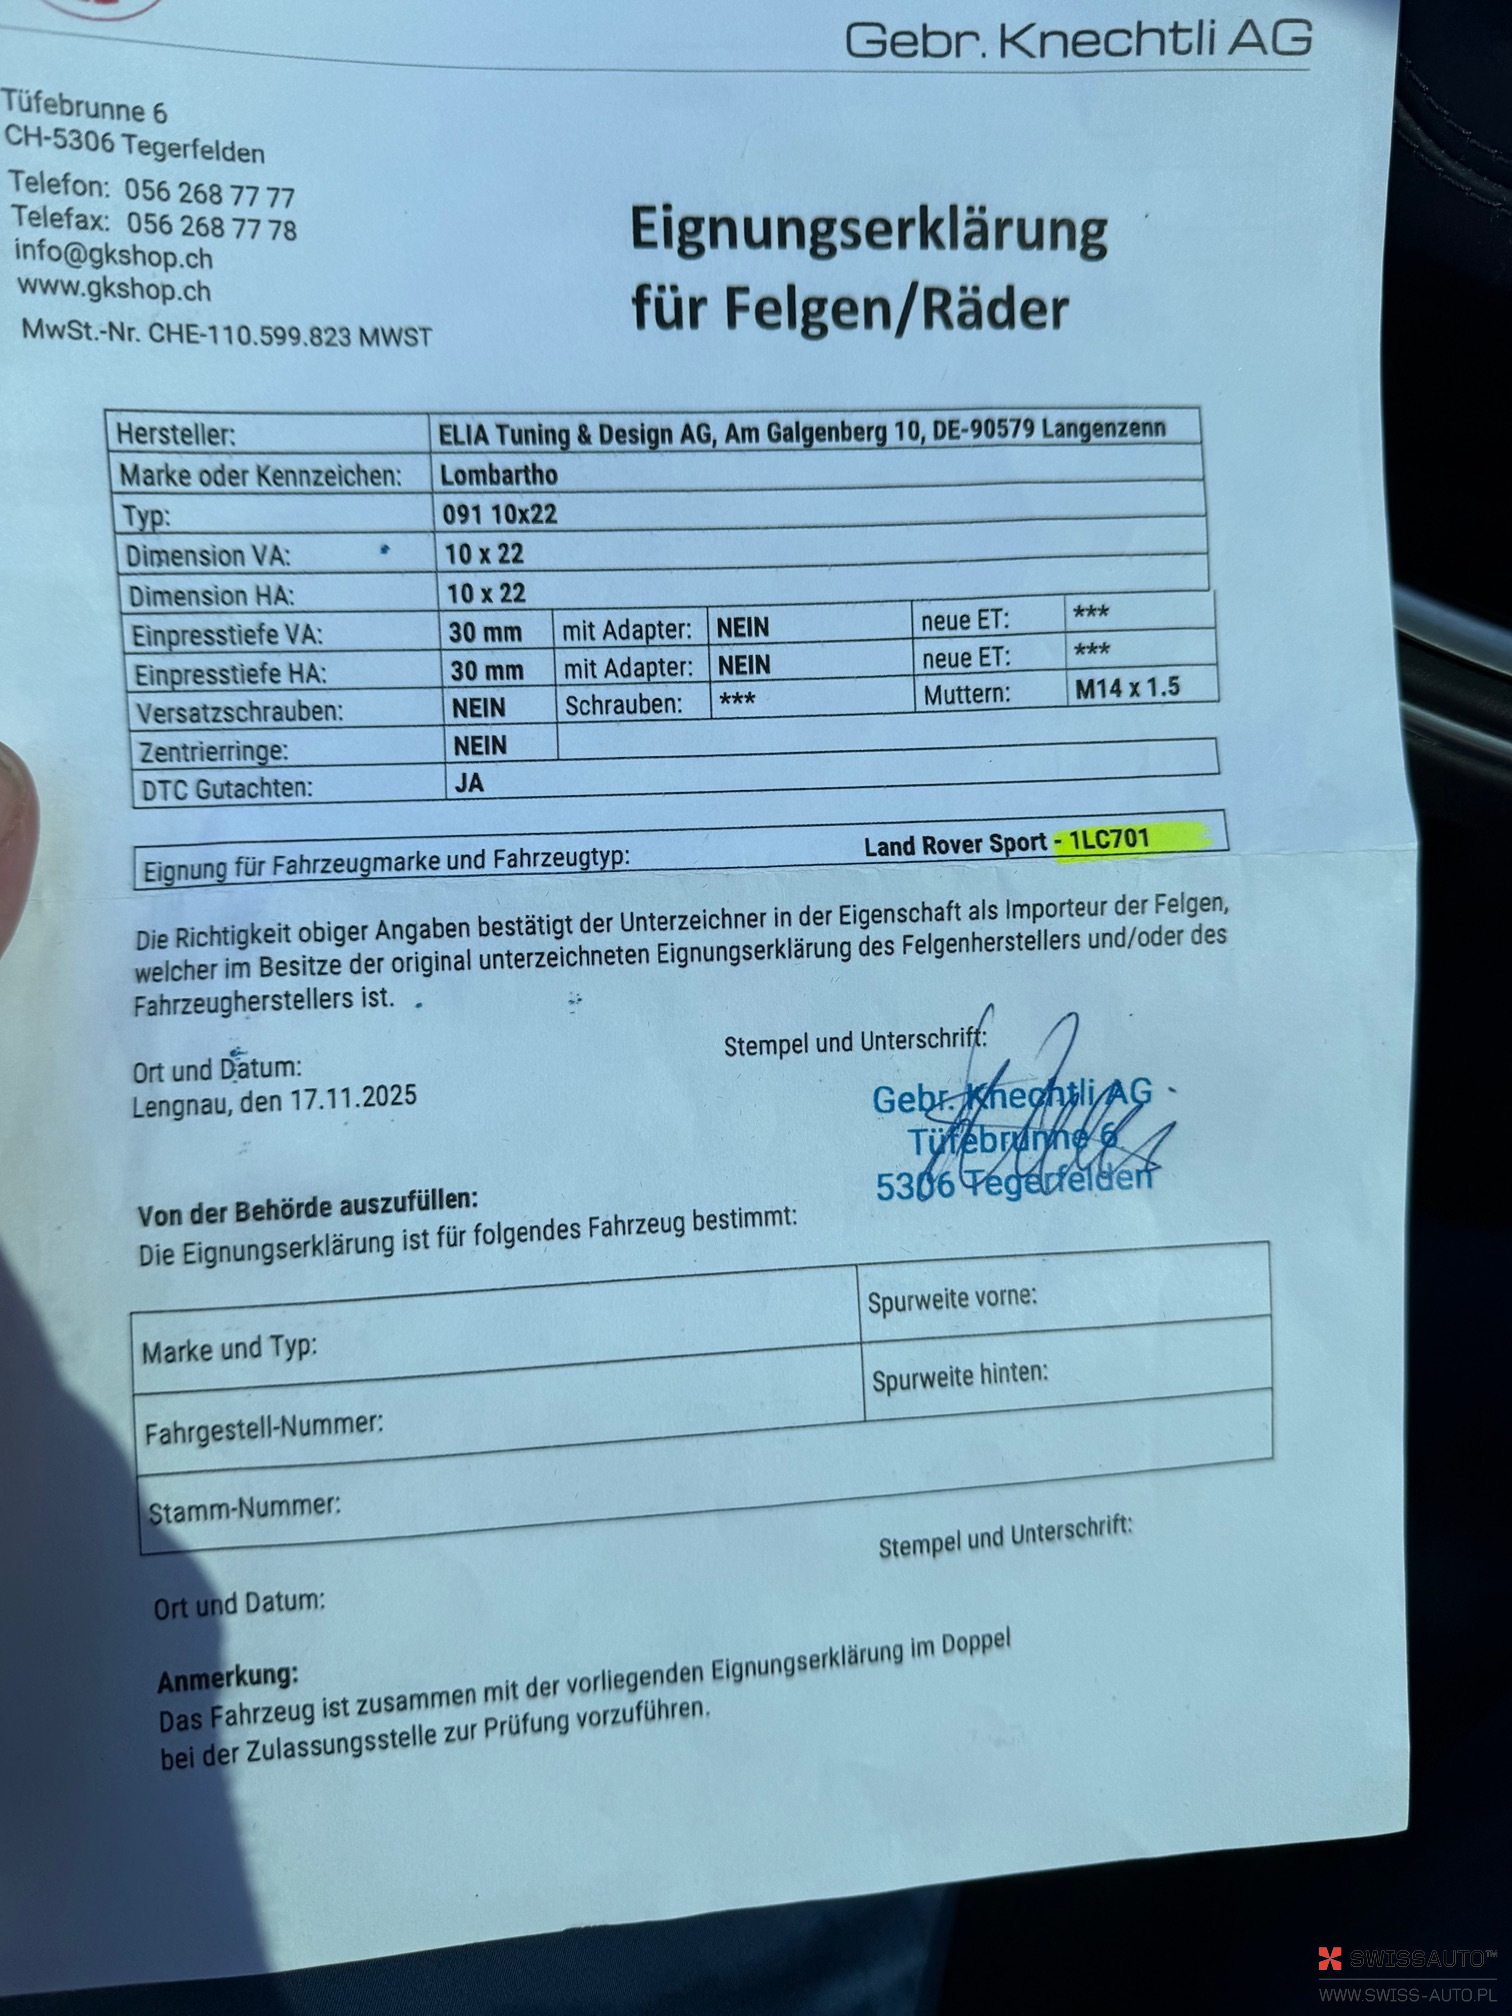 Gebr. Knechtli AG
Tüfebrunne 6
CH-5306 Tegerfelden
Telefon: 056 268 77 77
Telefax: 056 268 77 78
info@gkshop.ch
www.gkshop.ch
MwSt.-Nr. CHE-110.599.823 MWST
Eignungserklärung
für Felgen/Räder
Hersteller: ELIA Tuning & Design AG, Am Galgenberg 10, DE-90579 Langenzenn
Marke oder Kennzeichen: Lombartho
Typ: 091 10x22
Dimension VA: 10 x 22
Dimension HA: 10 x 22
Einpresstiefe VA: 30 mm mit Adapter: NEIN neue ET: ***
Einpresstiefe HA: 30 mm mit Adapter: NEIN neue ET: ***
Versatzschrauben: NEIN Schrauben: *** Muttern: M14 x 1.5
Zentrierringe: NEIN
DTC Gutachten: JA
Eignung für Fahrzeugmarke und Fahrzeugtyp: Land Rover Sport - 1LC701
Die Richtigkeit obiger Angaben bestätigt der Unterzeichner in der Eigenschaft als Importeur der Felgen,
welcher im Besitze der original unterzeichneten Eignungserklärung des Felgenherstellers und/oder des
Fahrzeugherstellers ist.
Ort und Datum:
Lengnau, den 17.11.2025
Stempel und Unterschrift:
Gebr. Knechtli AG
Tüfebrunne 6
5306 Tegerfelden
Von der Behörde auszufüllen:
Die Eignungserklärung ist für folgendes Fahrzeug bestimmt:
Marke und Typ:
Spurweite vorne:
Spurweite hinten:
Fahrgestell-Nummer:
Stamm-Nummer:
Stempel und Unterschrift:
Ort und Datum:
Anmerkung:
Das Fahrzeug ist zusammen mit der vorliegenden Eignungserklärung im Doppel
bei der Zulassungsstelle zur Prüfung vorzuführen.
SWISSAUTO™
WWW.SWISS-AUTO.PL